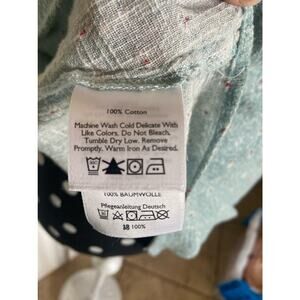 100% Cotton
Machine Wash Cold Delicate With
Like Colors. Do Not Bleach.
Tumble Dry Low. Remove
Promptly. Warm Iron As Desired.
100% BAUMWOLLE
Pflegeanleitung Deutsch
100%